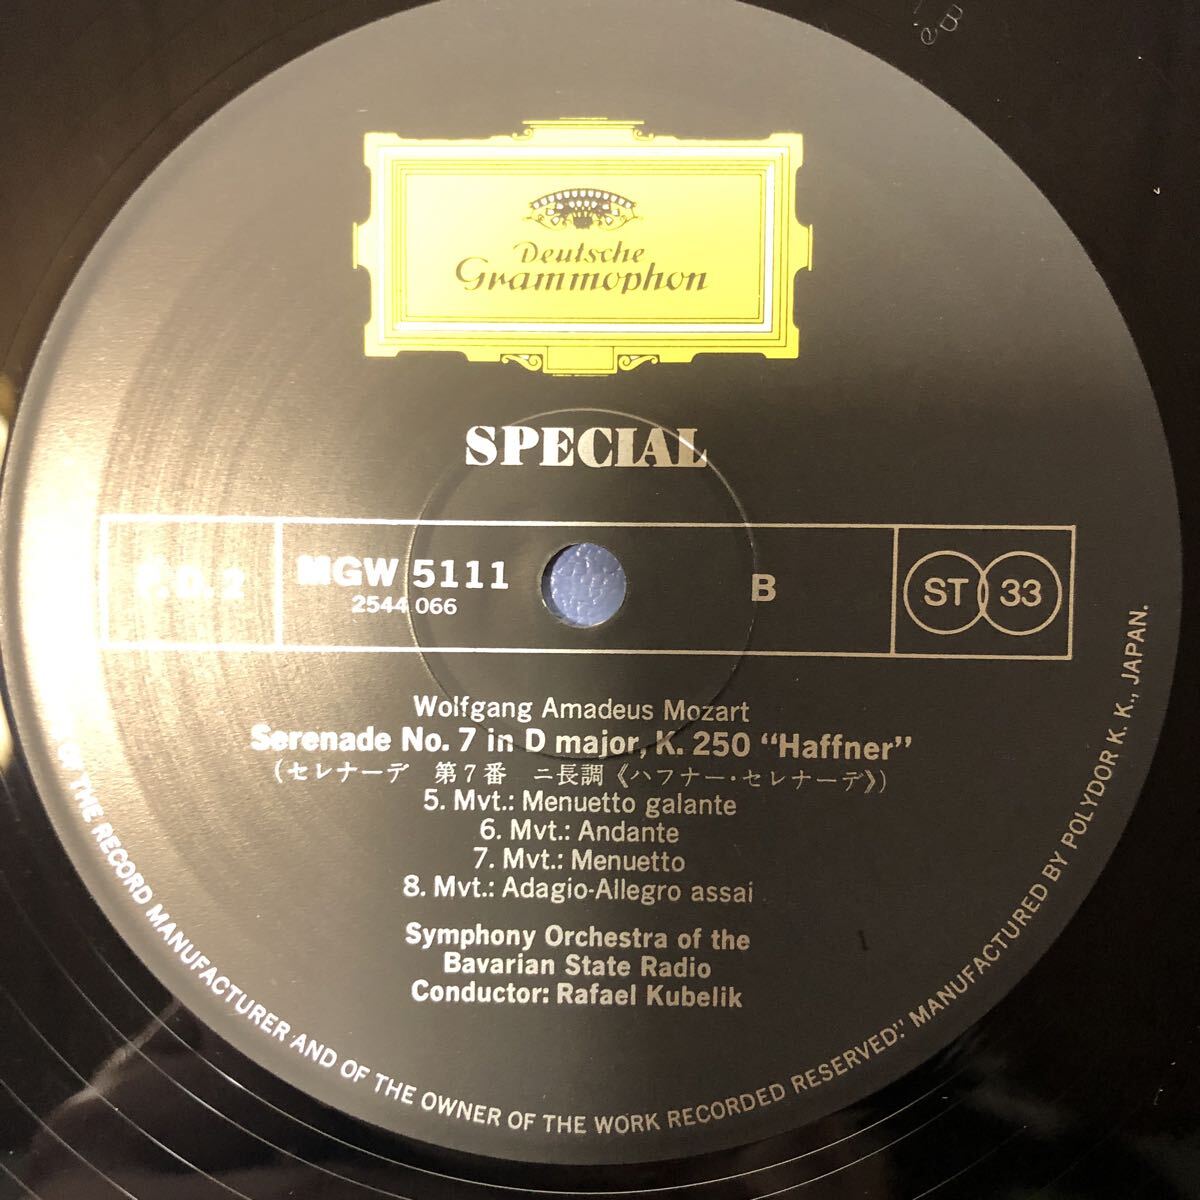 Deutsche
Grammophon
SPECIAL
F.O.2
MGW 5111
2544 066
B
ST 33
Wolfgang Amadeus Mozart
Serenade No. 7 in D major, K. 250 “Haffner”
(セレナーデ 第7番 ニ長調《ハフナー・セレナーデ》)
5. Mvt.: Menuetto galante
6. Mvt.: Andante
7. Mvt.: Menuetto
8. Mvt.: Adagio-Allegro assai
Symphony Orchestra of the
Bavarian State Radio
Conductor: Rafael Kubelik
OF THE RECORD MANUFACTURER AND OF THE OWNER OF THE WORK RECORDED RESERVED.” MANUFACTURED BY POLYDOR K. K., JAPAN.